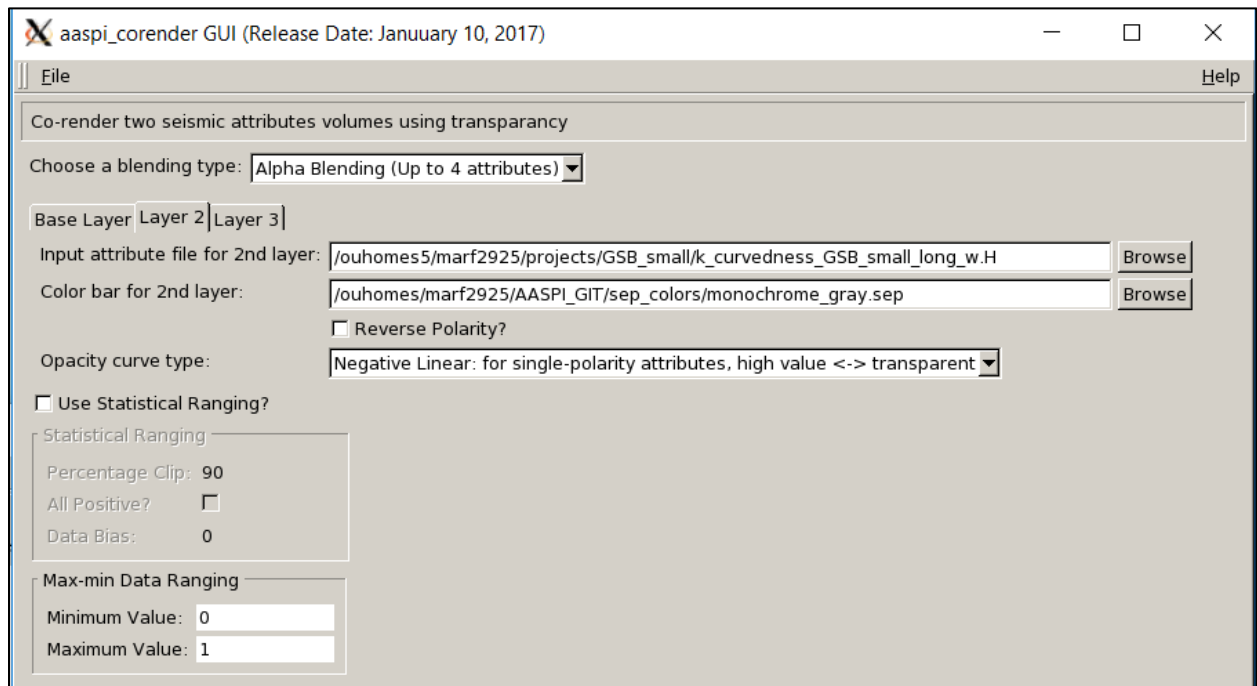 aaspi_corender GUI (Release Date: Januuary 10, 2017)
File Help
Co-render two seismic attributes volumes using transparancy
Choose a blending type: Alpha Blending (Up to 4 attributes)
Base Layer Layer 2 Layer 3
Input attribute file for 2nd layer: /ouhomes5/marf2925/projects/GSB_small/k_curvedness_GSB_small_long_w.H Browse
Color bar for 2nd layer: /ouhomes/marf2925/AASPI_GIT/sep_colors/monochrome_gray.sep Browse
Reverse Polarity?
Opacity curve type: Negative Linear: for single-polarity attributes, high value <-> transparent
Use Statistical Ranging?
Statistical Ranging
Percentage Clip: 90
All Positive?
Data Bias: 0
Max-min Data Ranging
Minimum Value: 0
Maximum Value: 1